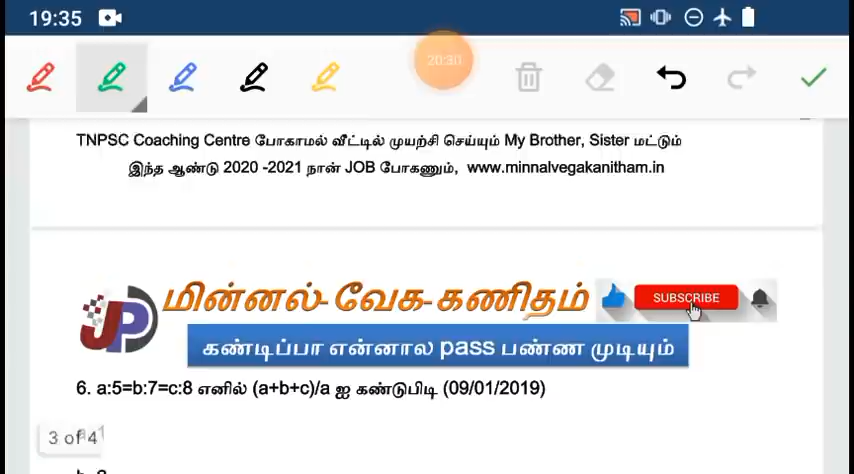 19:35
20:30
TNPSC Coaching Centre போகாமல் வீட்டில் முயற்சி செய்யும் My Brother, Sister மட்டும்
இந்த ஆண்டு 2020 -2021 நான் JOB போகணும், www.minnalvegakanitham.in
JP
மின்னல்-வேக-கணிதம்
SUBSCRIBE
கண்டிப்பா என்னால pass பண்ண முடியும்
6. a:5=b:7=c:8 எனில் (a+b+c)/a ஐ கண்டுபிடி (09/01/2019)
3 of 4